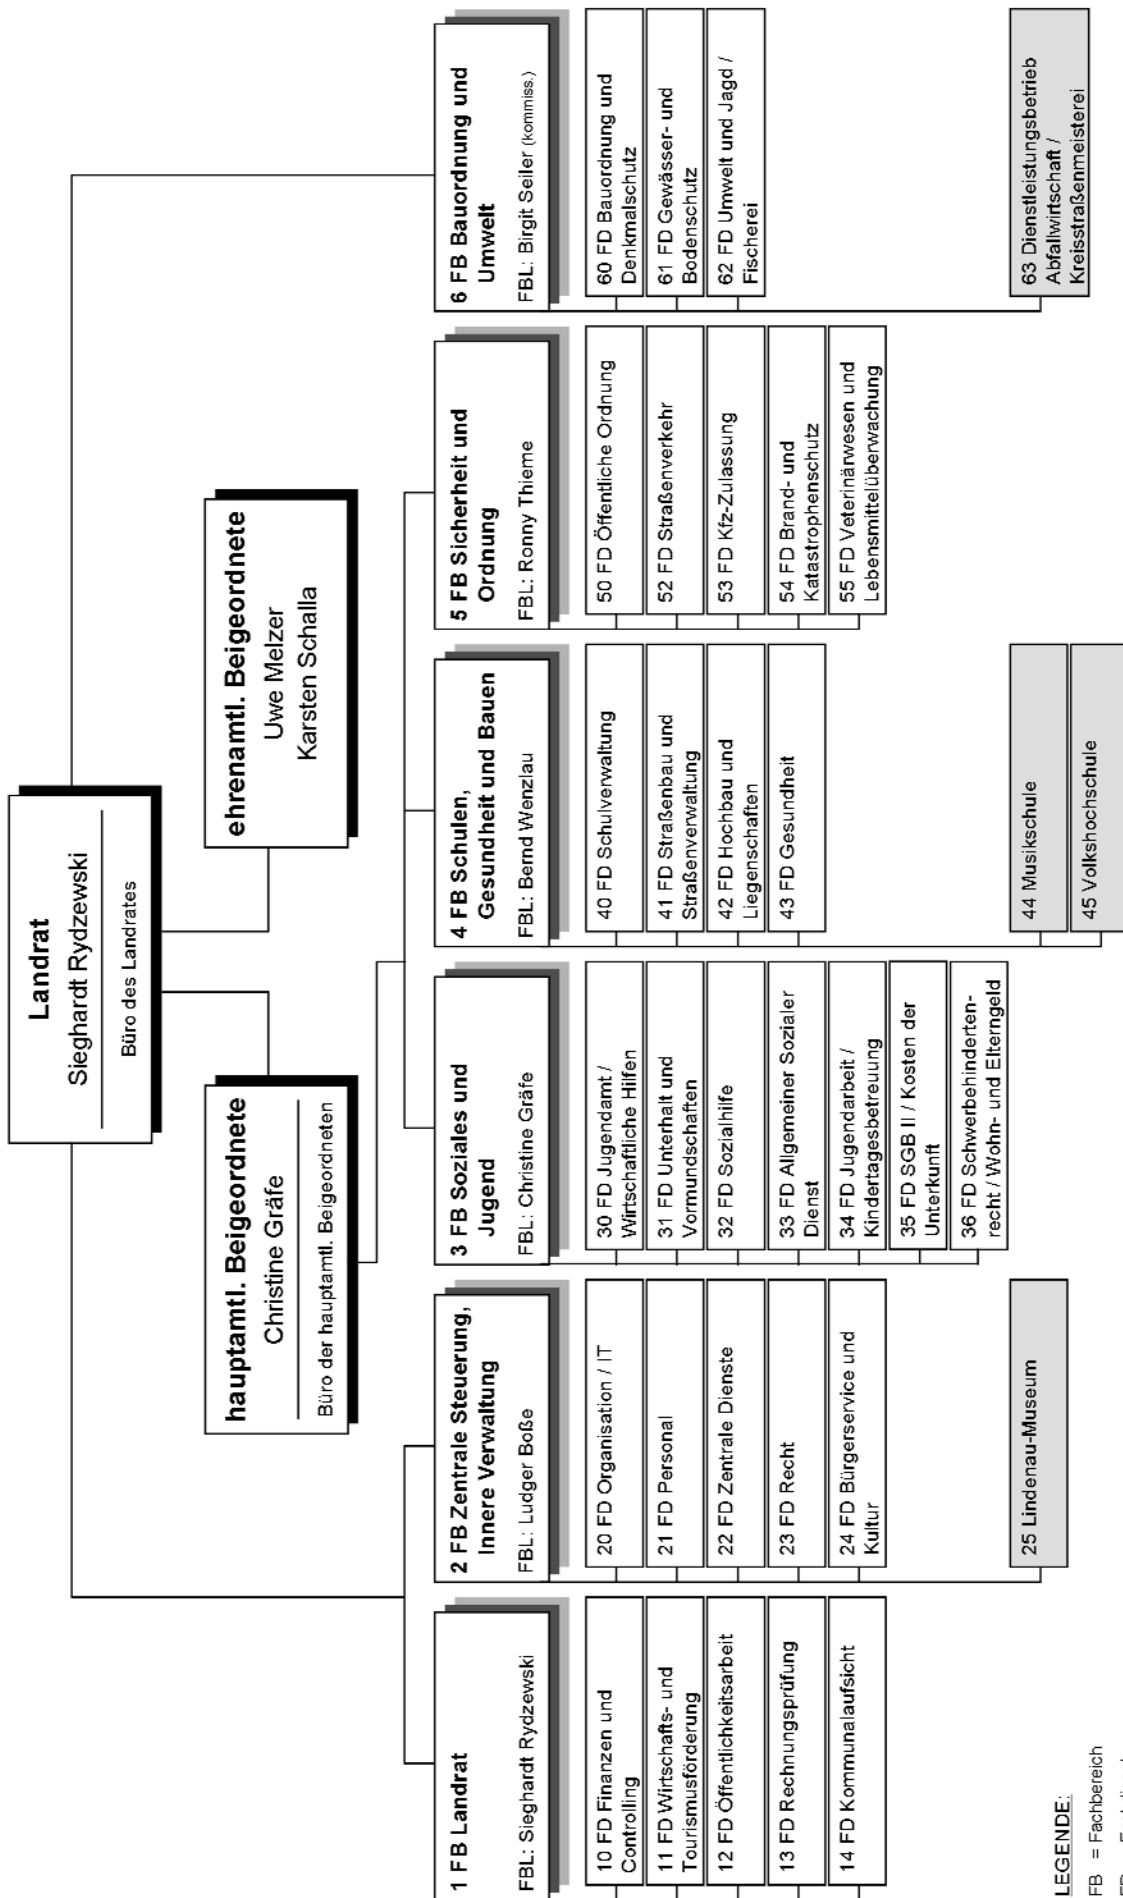 Landrat
Sieghardt Rydzewski
Büro des Landrates
hauptamtl. Beigeordnete
Christine Gräfe
Büro der hauptamtl. Beigeordneten
ehrenamtl. Beigeordnete
Uwe Melzer
Karsten Schalla
1 FB Landrat
FBL: Sieghardt Rydzewski
10 FD Finanzen und
Controlling
11 FD Wirtschafts- und
Tourismusförderung
12 FD Öffentlichkeitsarbeit
13 FD Rechnungsprüfung
14 FD Kommunalaufsicht
2 FB Zentrale Steuerung,
Innere Verwaltung
FBL: Ludger Boße
20 FD Organisation / IT
21 FD Personal
22 FD Zentrale Dienste
23 FD Recht
24 FD Bürgerservice und
Kultur
25 Lindenau-Museum
3 FB Soziales und
Jugend
FBL: Christine Gräfe
30 FD Jugendamt /
Wirtschaftliche Hilfen
31 FD Unterhalt und
Vormundschaften
32 FD Sozialhilfe
33 FD Allgemeiner Sozialer
Dienst
34 FD Jugendarbeit /
Kindertagesbetreuung
35 FD SGB II / Kosten der
Unterkunft
36 FD Schwerbehinderten-
recht / Wohn- und Elterngeld
4 FB Schulen,
Gesundheit und Bauen
FBL: Bernd Wenzlau
40 FD Schulverwaltung
41 FD Straßenbau und
Straßenverwaltung
42 FD Hochbau und
Liegenschaften
43 FD Gesundheit
44 Musikschule
45 Volkshochschule
5 FB Sicherheit und
Ordnung
FBL: Ronny Thieme
50 FD Öffentliche Ordnung
52 FD Straßenverkehr
53 FD Kfz-Zulassung
54 FD Brand- und
Katastrophenschutz
55 FD Veterinärwesen und
Lebensmittelüberwachung
6 FB Bauordnung und
Umwelt
FBL: Birgit Seiler (kommiss.)
60 FD Bauordnung und
Denkmalschutz
61 FD Gewässer- und
Bodenschutz
62 FD Umwelt und Jagd /
Fischerei
63 Dienstleistungsbetrieb
Abfallwirtschaft /
Kreisstraßenmeisterei
LEGENDE:
FB = Fachbereich